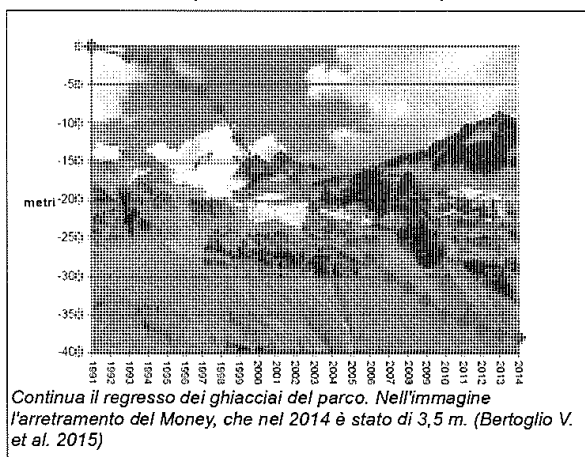 0
-50
-100
-150
metri -200
-250
-300
-350
-400
1991 1992 1993 1994 1995 1996 1997 1998 1999 2000 2001 2002 2003 2004 2005 2006 2007 2008 2009 2010 2011 2012 2013 2014
Continua il regresso dei ghiacciai del parco. Nell'immagine
l'arretramento del Money, che nel 2014 è stato di 3,5 m. (Bertoglio V.
et al. 2015)